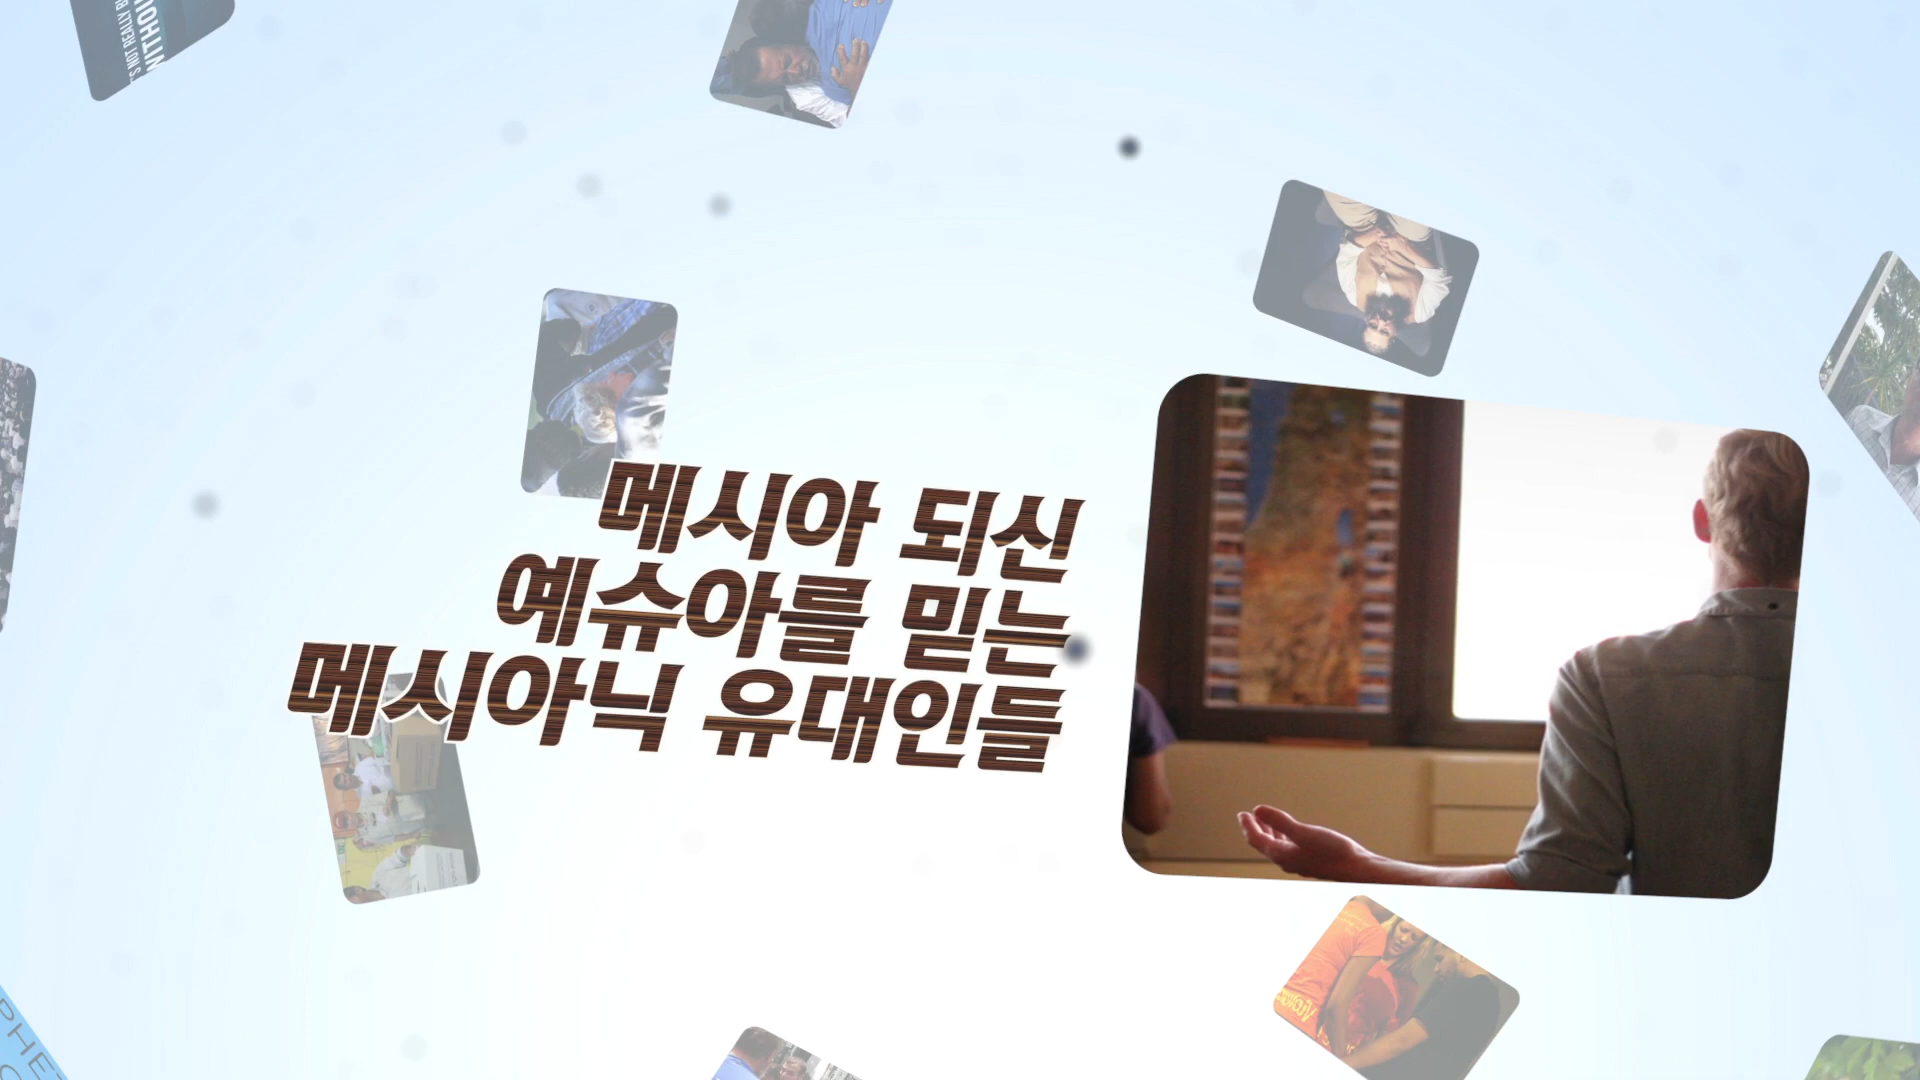 메시아 되신
예슈아를 믿는
메시아닉 유대인들